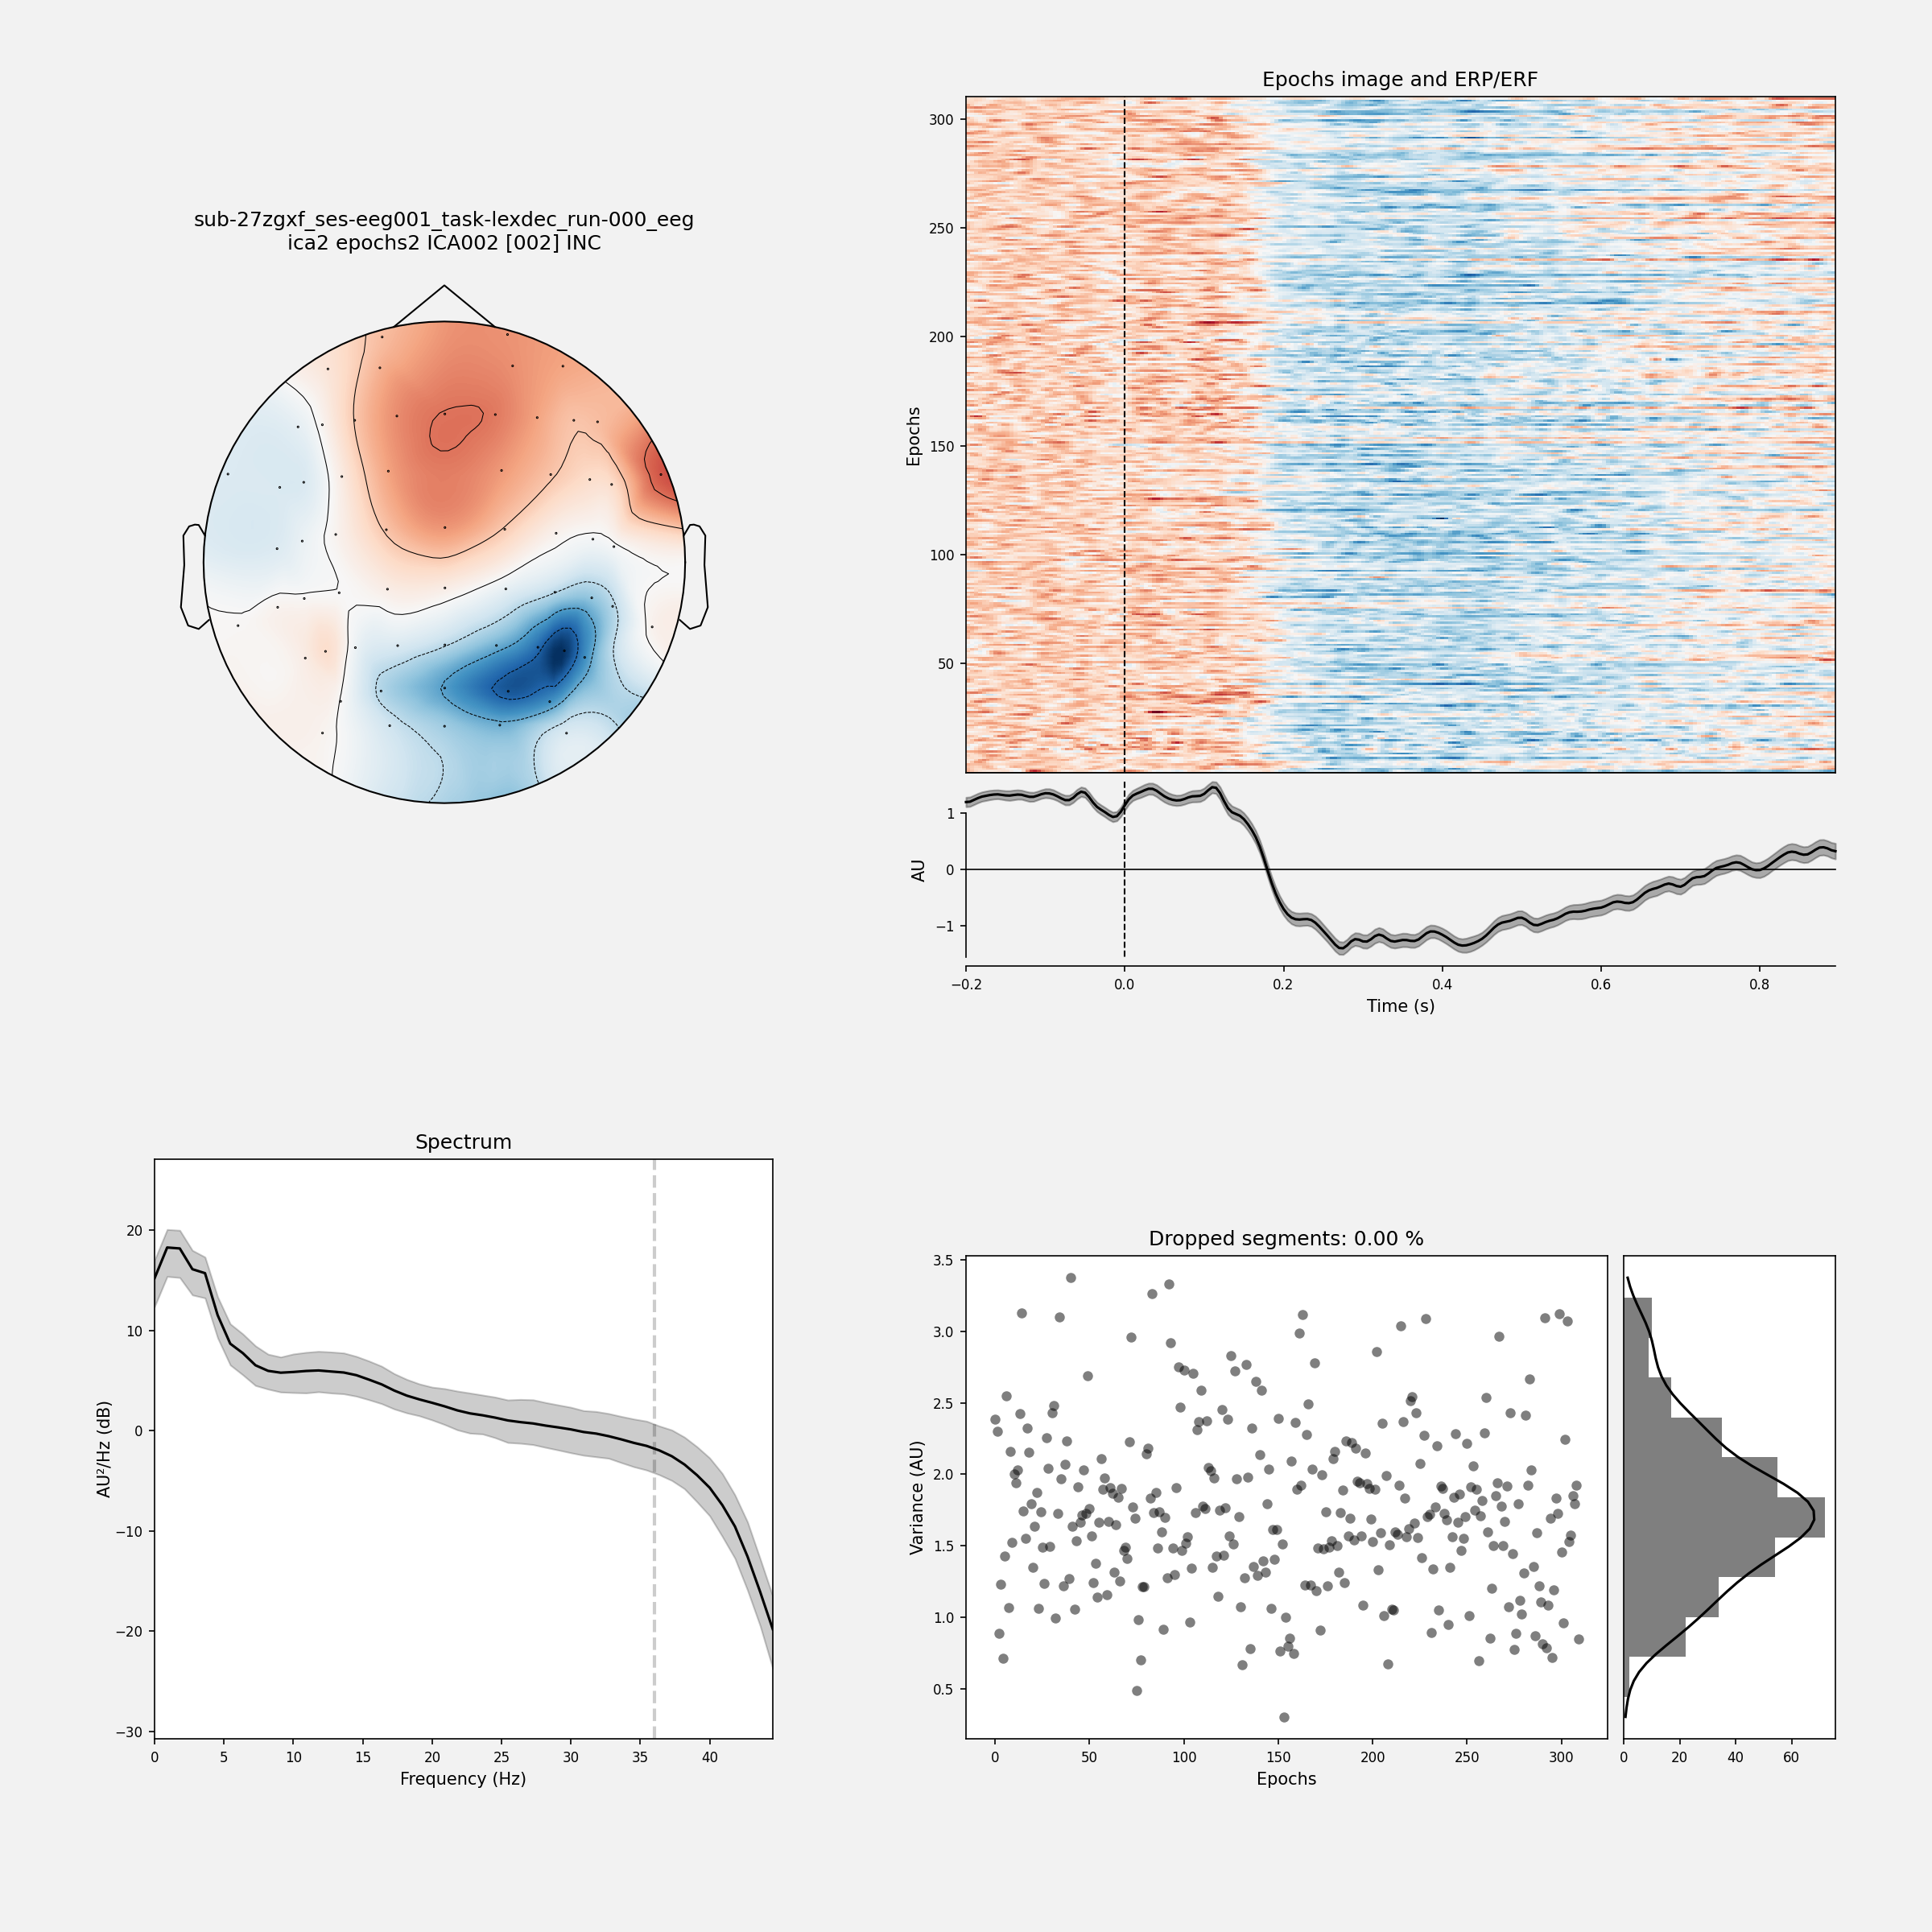 Epochs image and ERP/ERF
sub-27zgxf_ses-eeg001_task-lexdec_run-000_eeg
ica2 epochs2 ICA002 [002] INC
300
250
200
150
100
50
Epochs
1
0
−1
AU
−0.2 0.0 0.2 0.4 0.6 0.8
Time (s)
Spectrum
20
10
0
−10
−20
−30
AU²/Hz (dB)
0 5 10 15 20 25 30 35 40
Frequency (Hz)
Dropped segments: 0.00 %
3.5
3.0
2.5
2.0
1.5
1.0
0.5
Variance (AU)
0 50 100 150 200 250 300
Epochs
0 20 40 60